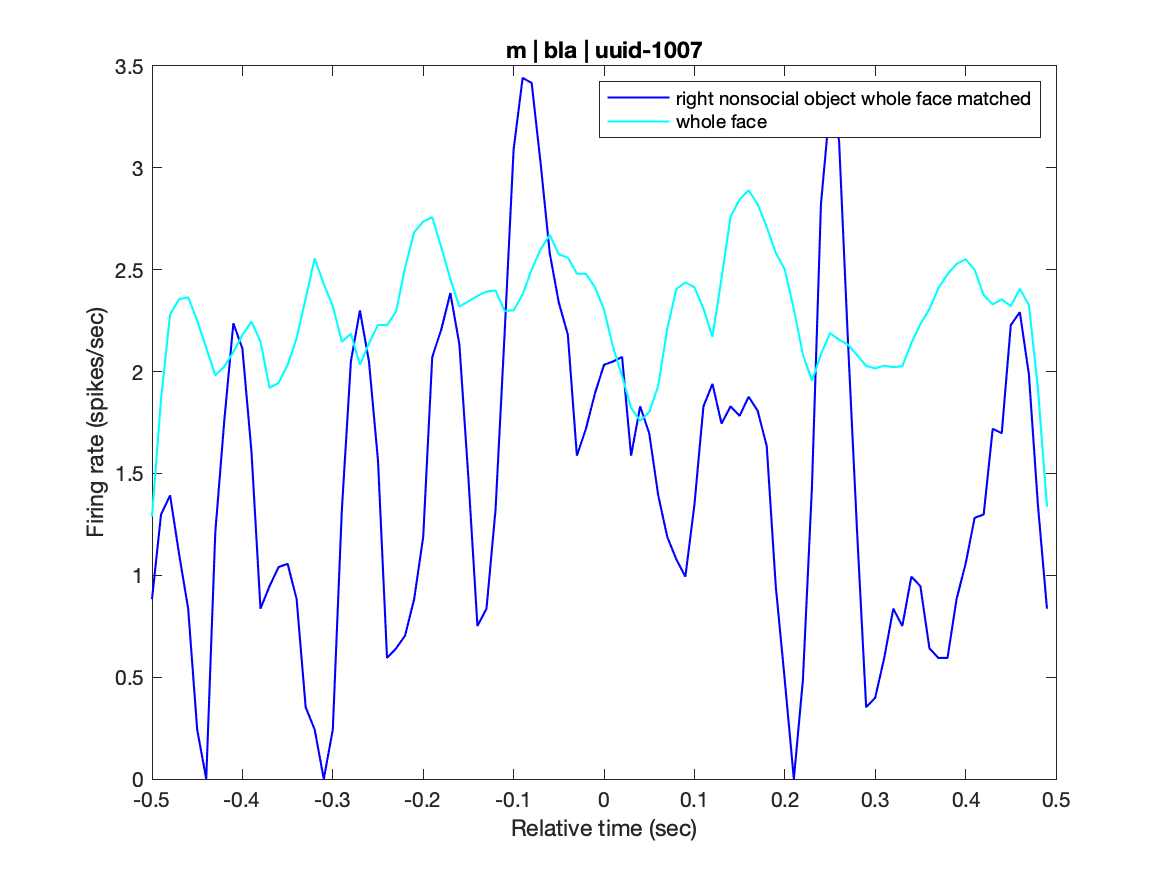 m | bla | uuid-1007
right nonsocial object whole face matched
whole face
Firing rate (spikes/sec)
3.5
3
2.5
2
1.5
1
0.5
0
-0.5 -0.4 -0.3 -0.2 -0.1 0 0.1 0.2 0.3 0.4 0.5
Relative time (sec)